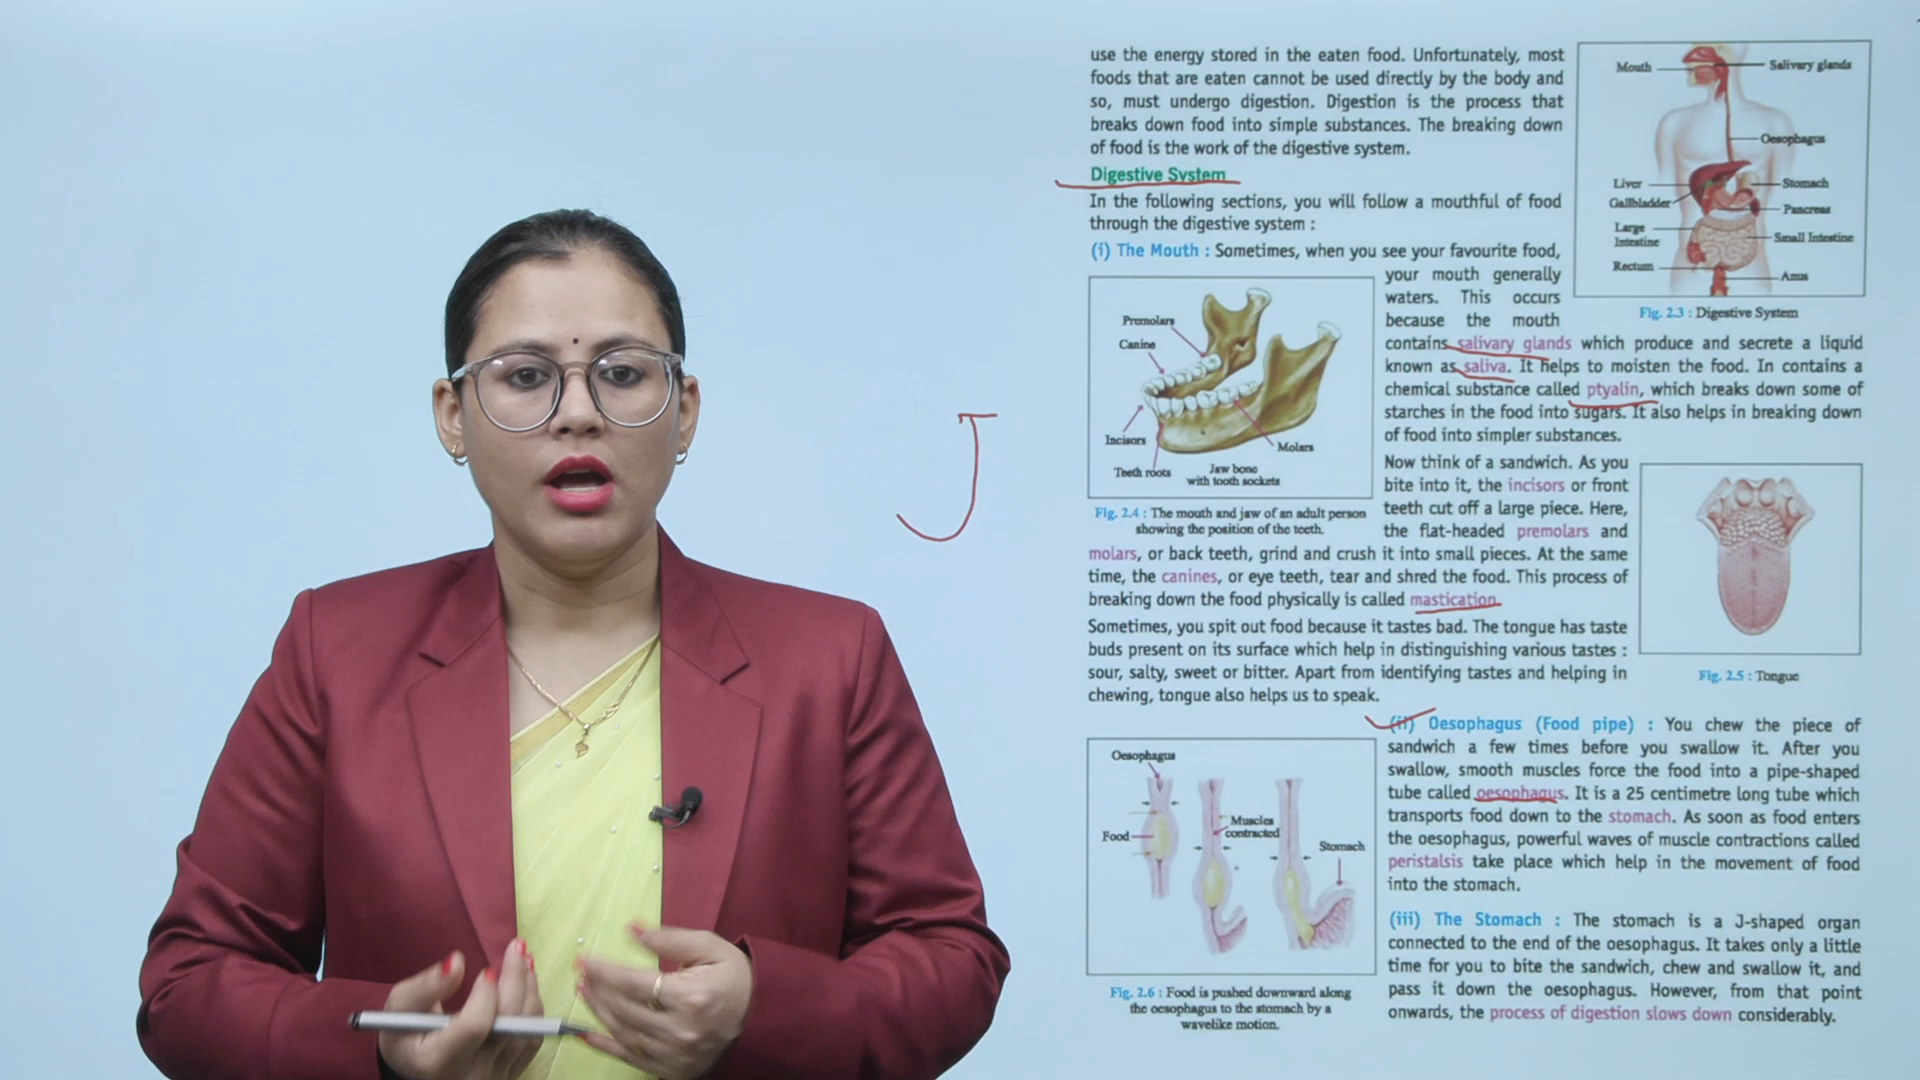 use the energy stored in the eaten food. Unfortunately, most
foods that are eaten cannot be used directly by the body and
so, must undergo digestion. Digestion is the process that
breaks down food into simple substances. The breaking down
of food is the work of the digestive system.
Digestive System
In the following sections, you will follow a mouthful of food
through the digestive system :
(i) The Mouth : Sometimes, when you see your favourite food,
your mouth generally
waters. This occurs
because the mouth
contains salivary glands which produce and secrete a liquid
known as saliva. It helps to moisten the food. In contains a
chemical substance called ptyalin, which breaks down some of
starches in the food into sugars. It also helps in breaking down
of food into simpler substances.
Mouth
Salivary glands
Oesophagus
Liver
Stomach
Gallbladder
Pancreas
Large
Intestine
Small Intestine
Rectum
Anus
Fig. 2.3 : Digestive System
Premolars
Canine
Incisors
Molars
Teeth roots
Jaw bone
with tooth sockets
Fig. 2.4 : The mouth and jaw of an adult person
showing the position of the teeth.
J
Now think of a sandwich. As you
bite into it, the incisors or front
teeth cut off a large piece. Here,
the flat-headed premolars and
molars, or back teeth, grind and crush it into small pieces. At the same
time, the canines, or eye teeth, tear and shred the food. This process of
breaking down the food physically is called mastication.
Sometimes, you spit out food because it tastes bad. The tongue has taste
buds present on its surface which help in distinguishing various tastes :
sour, salty, sweet or bitter. Apart from identifying tastes and helping in
chewing, tongue also helps us to speak.
Fig. 2.5 : Tongue
(ii) Oesophagus (Food pipe) : You chew the piece of
sandwich a few times before you swallow it. After you
swallow, smooth muscles force the food into a pipe-shaped
tube called oesophagus. It is a 25 centimetre long tube which
transports food down to the stomach. As soon as food enters
the oesophagus, powerful waves of muscle contractions called
peristalsis take place which help in the movement of food
into the stomach.
Oesophagus
Food
Muscles
contracted
Stomach
Fig. 2.6 : Food is pushed downward along
the oesophagus to the stomach by a
wavelike motion.
(iii) The Stomach : The stomach is a J-shaped organ
connected to the end of the oesophagus. It takes only a little
time for you to bite the sandwich, chew and swallow it, and
pass it down the oesophagus. However, from that point
onwards, the process of digestion slows down considerably.